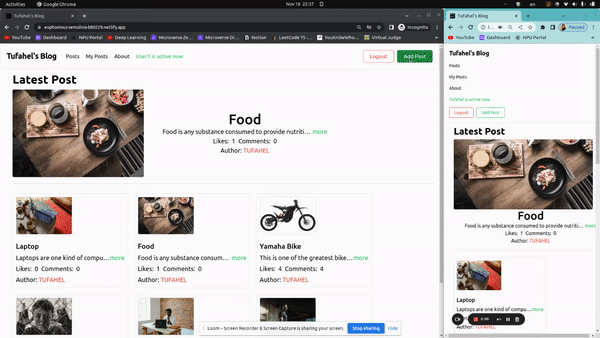 Activities
Google Chrome
Nov 16 22:37
Tufahel's Blog
euphonious-semolina-b80229.netlify.app
Incognito
YouTube
Dashboard
NPU Portal
Deep Learning
LeetCode 75 -
YouKn0wWho
Virtual Judge
Tufahel's Blog
Posts
My Posts
About
User1 is active now
Logout
Add Post
Latest Post
Food
Food is any substance consumed to provide nutriti... more
Likes: 1 Comments: 0
Author: TUFAHEL
Laptop
Laptops are one kind of compu...more
Likes: 0 Comments: 0
Author: TUFAHEL
Food
Food is any substance consum...more
Likes: 1 Comments: 0
Author: TUFAHEL
Yamaha Bike
This is one of the greatest bike...more
Likes: 4 Comments: 4
Author: TUFAHEL
Loom – Screen Recorder & Screen Capture is sharing your screen.
Stop sharing
Hide
Tufahel's Blog
Paused
YouTube
Dashboard
NPU Portal
Tufahel's Blog
Posts
My Posts
About
Tufahel is active now
Logout
Add Post
Latest Post
Food
Food is any substance consumed to provide nutriti... more
Likes: 1 Comments: 0
Author: TUFAHEL
Laptop
Laptops are one kind of compu...more
Likes: 0